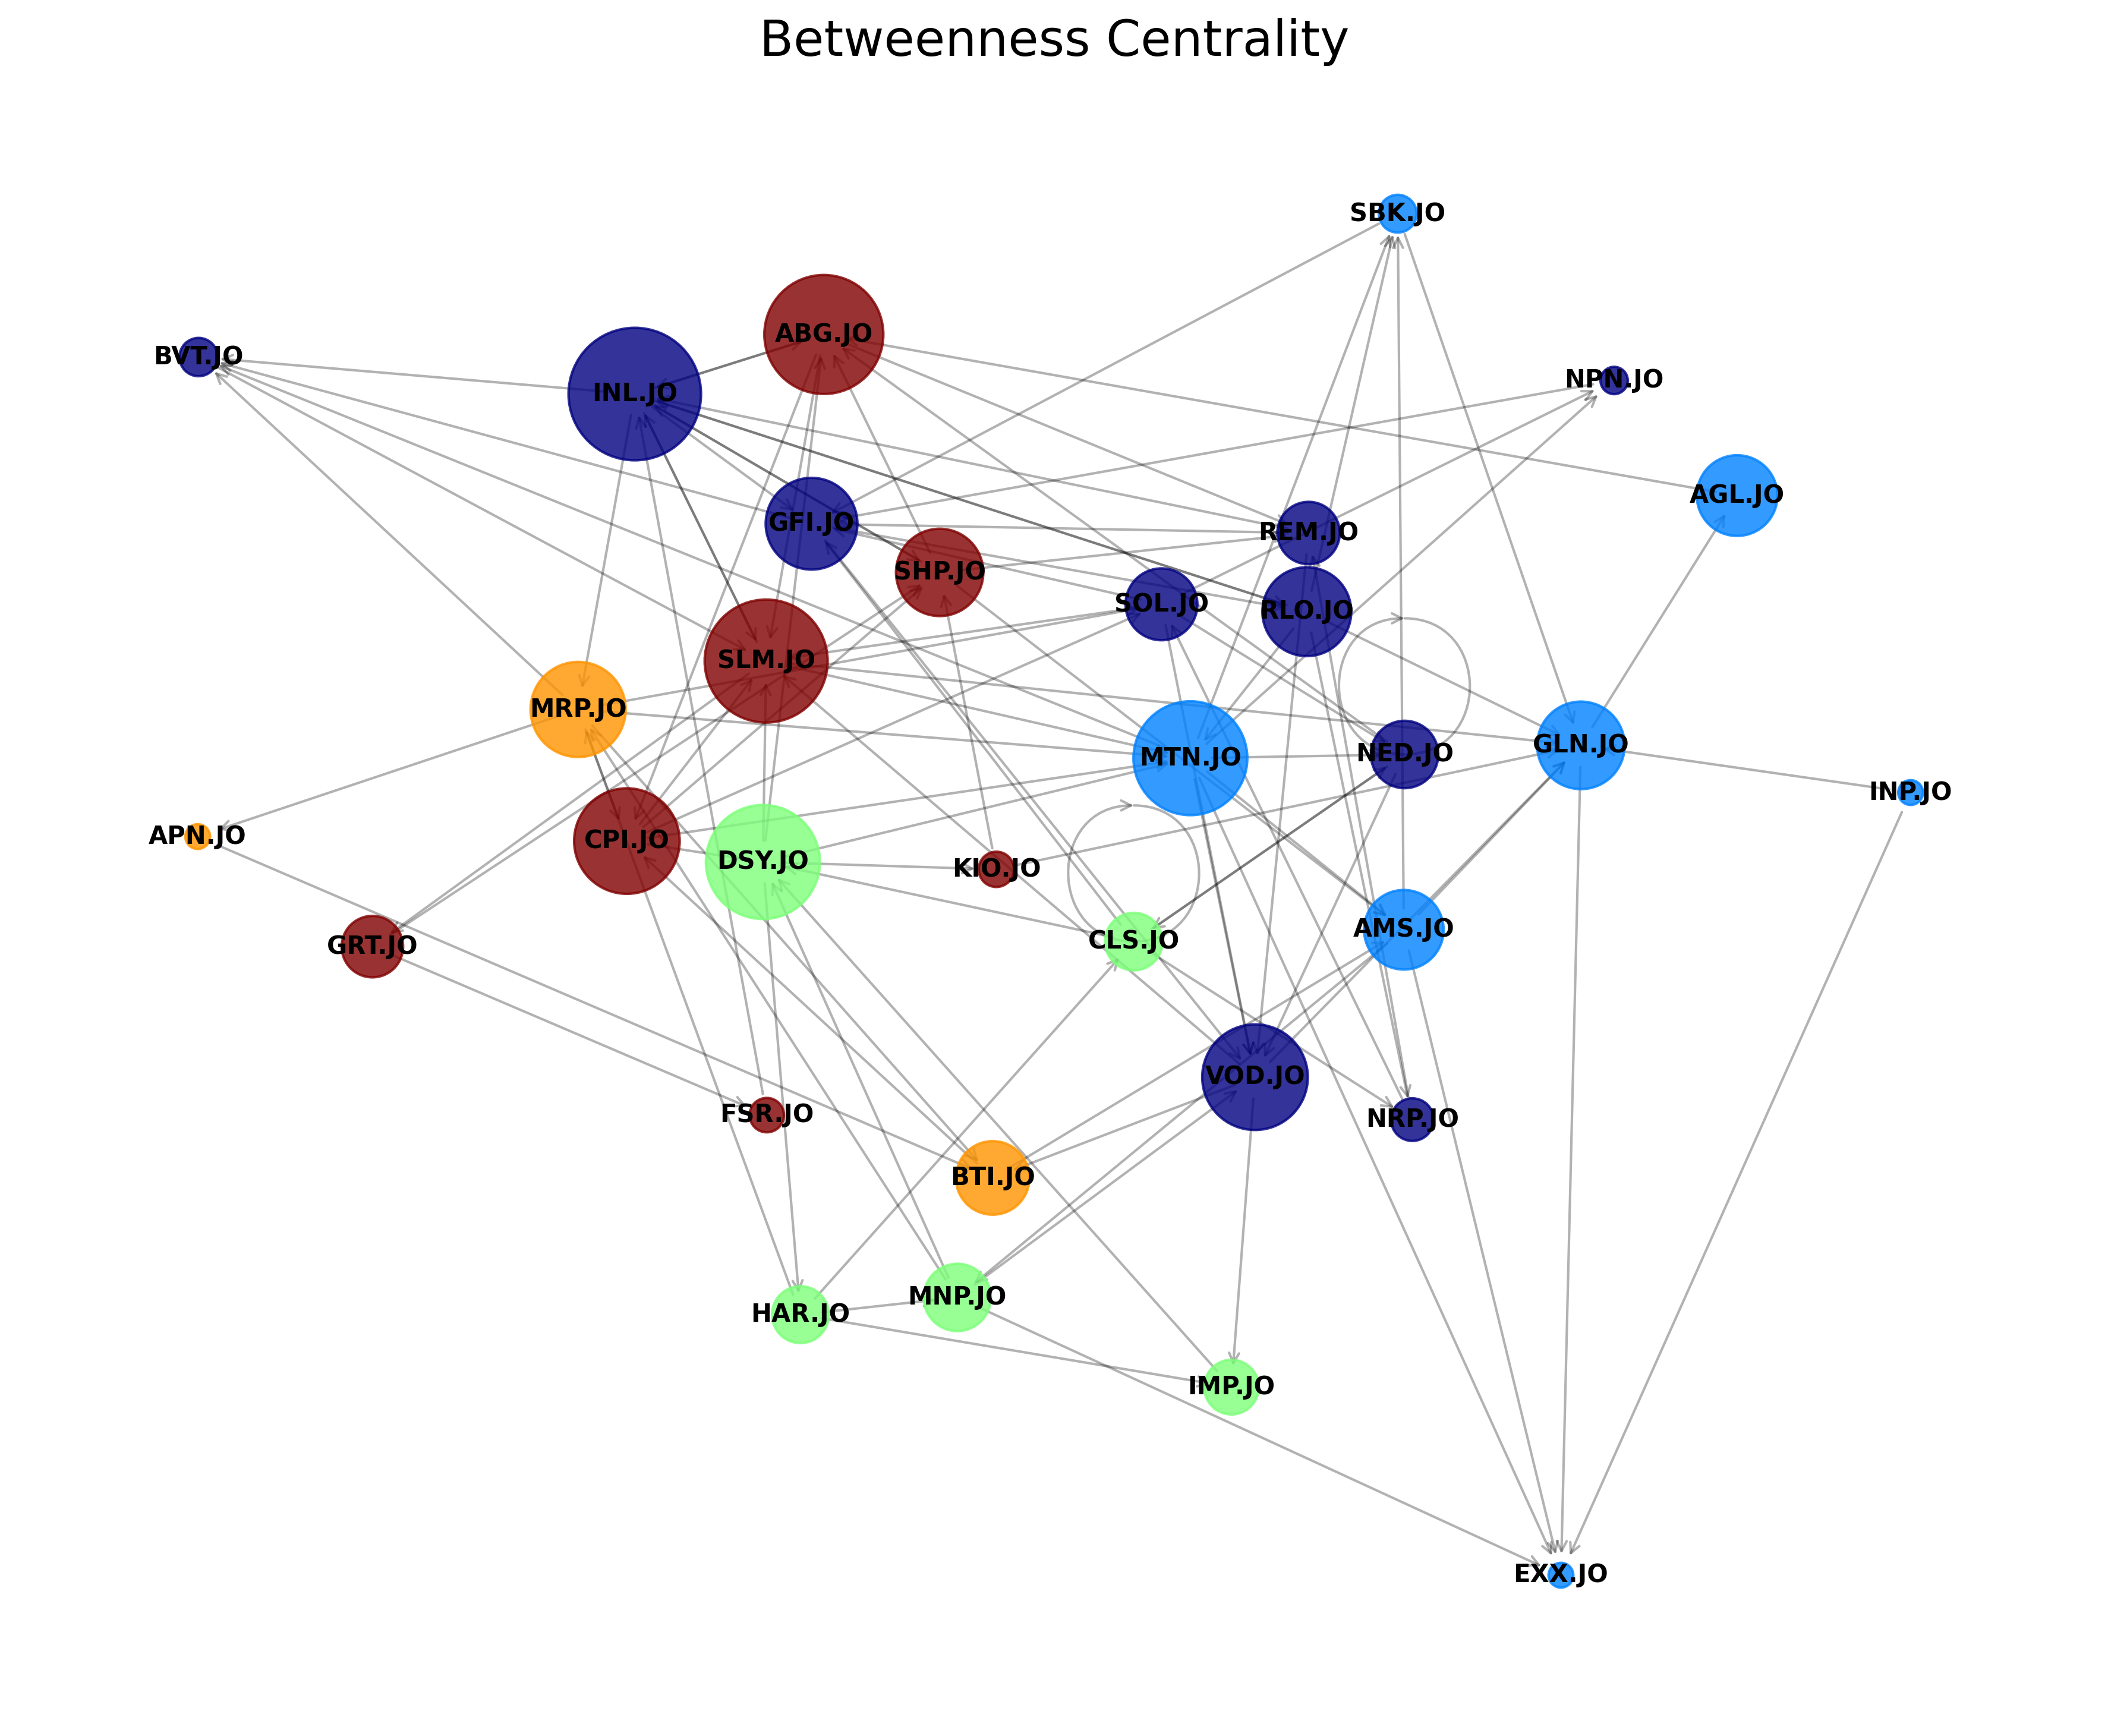 Betweenness Centrality
SBK.JO
ABG.JO
BVT.JO
NPN.JO
INL.JO
AGL.JO
GFI.JO
REM.JO
SHP.JO
SOL.JO
RLO.JO
SLM.JO
MRP.JO
GLN.JO
NED.JO
MTN.JO
INP.JO
APN.JO
CPI.JO
DSY.JO
KIO.JO
AMS.JO
CLS.JO
GRT.JO
VOD.JO
FSR.JO
NRP.JO
BTI.JO
MNP.JO
HAR.JO
IMP.JO
EXX.JO